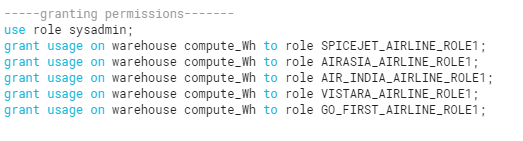 -----granting permissions-------
use role sysadmin;
grant usage on warehouse compute_Wh to role SPICEJET_AIRLINE_ROLE1;
grant usage on warehouse compute_Wh to role AIRASIA_AIRLINE_ROLE1;
grant usage on warehouse compute_Wh to role AIR_INDIA_AIRLINE_ROLE1;
grant usage on warehouse compute_Wh to role VISTARA_AIRLINE_ROLE1;
grant usage on warehouse compute_Wh to role GO_FIRST_AIRLINE_ROLE1;